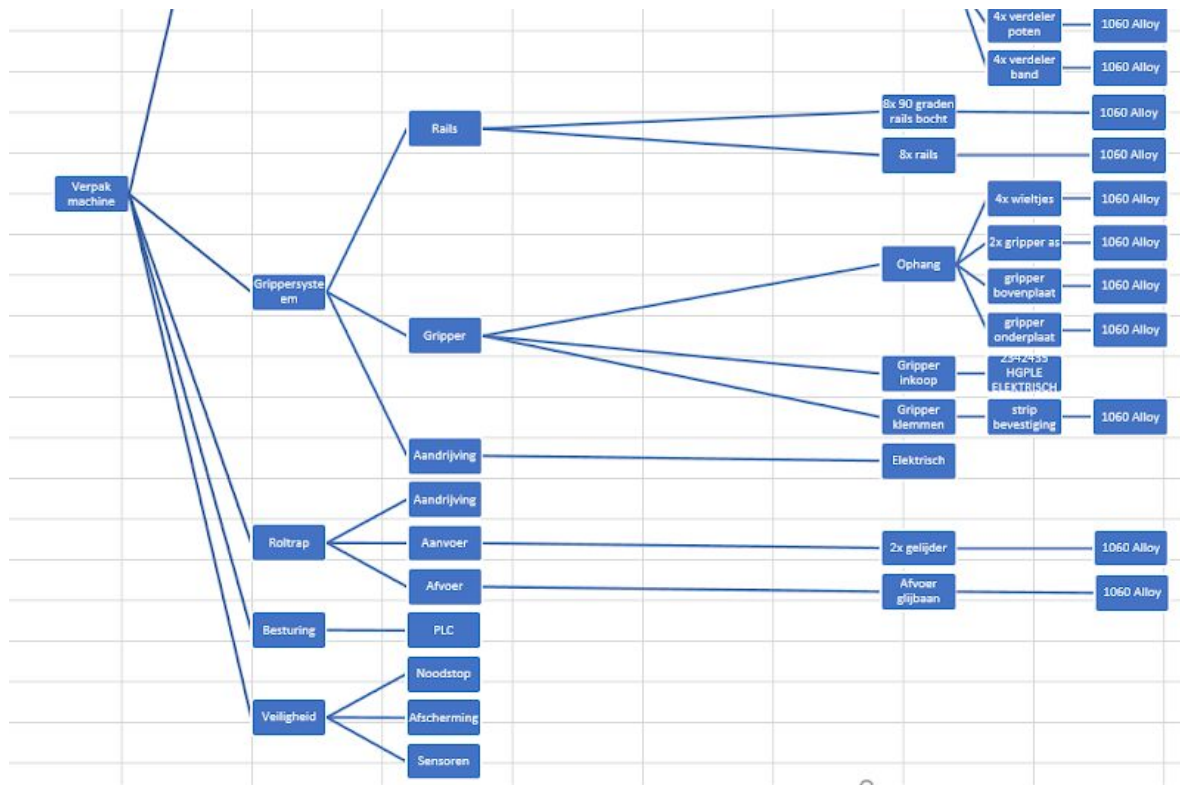 4x verdeler
poten
1060 Alloy
4x verdeler
band
1060 Alloy
8x 90 graden
rails bocht
1060 Alloy
Rails
8x rails
1060 Alloy
Verpak
machine
4x wieltjes
1060 Alloy
2x gripper as
1060 Alloy
Ophang
gripper
bovenplaat
1060 Alloy
Grippersyste
em
gripper
onderplaat
1060 Alloy
Gripper
Gripper
inkoop
2342435
HGPLE
ELEKTRISCH
Gripper
klemmen
strip
bevestiging
1060 Alloy
Aandrijving
Elektrisch
Aandrijving
Roltrap
Aanvoer
2x gelijder
1060 Alloy
Afvoer
Afvoer
glijbaan
1060 Alloy
Besturing
PLC
Noodstop
Veiligheid
Afscherming
Sensoren